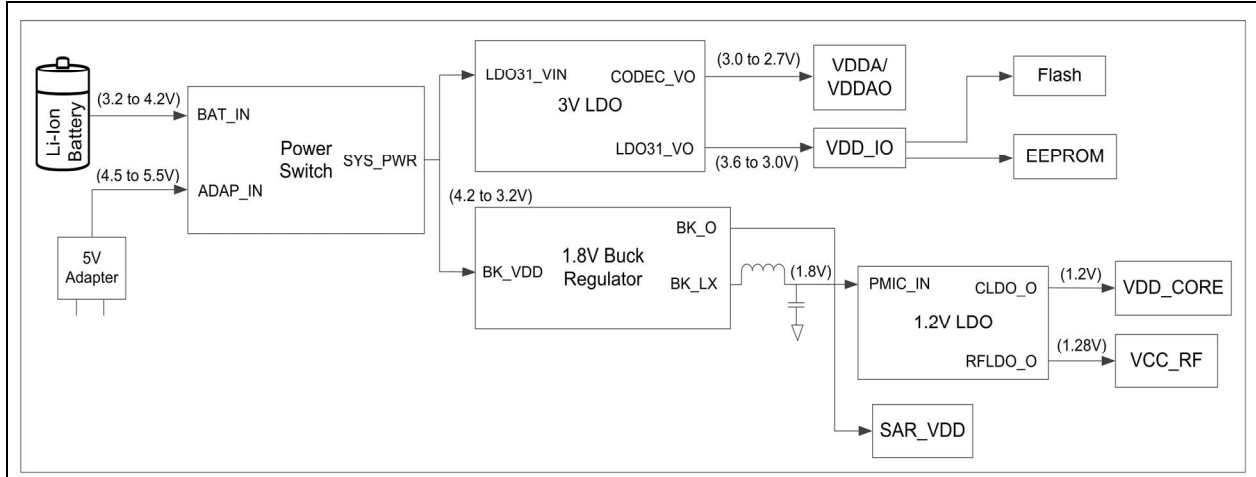 Li-Ion
Battery
(3.2 to 4.2V)
(4.5 to 5.5V)
5V
Adapter
BAT_IN
Power
Switch
SYS_PWR
ADAP_IN
LDO31_VIN
CODEC_VO
3V LDO
LDO31_VO
(3.0 to 2.7V)
VDDA/
VDDAO
(3.6 to 3.0V)
VDD_IO
Flash
EEPROM
(4.2 to 3.2V)
BK_O
1.8V Buck
Regulator
BK_VDD
BK_LX
(1.8V)
PMIC_IN
CLDO_O
1.2V LDO
RFLDO_O
(1.2V)
VDD_CORE
(1.28V)
VCC_RF
SAR_VDD